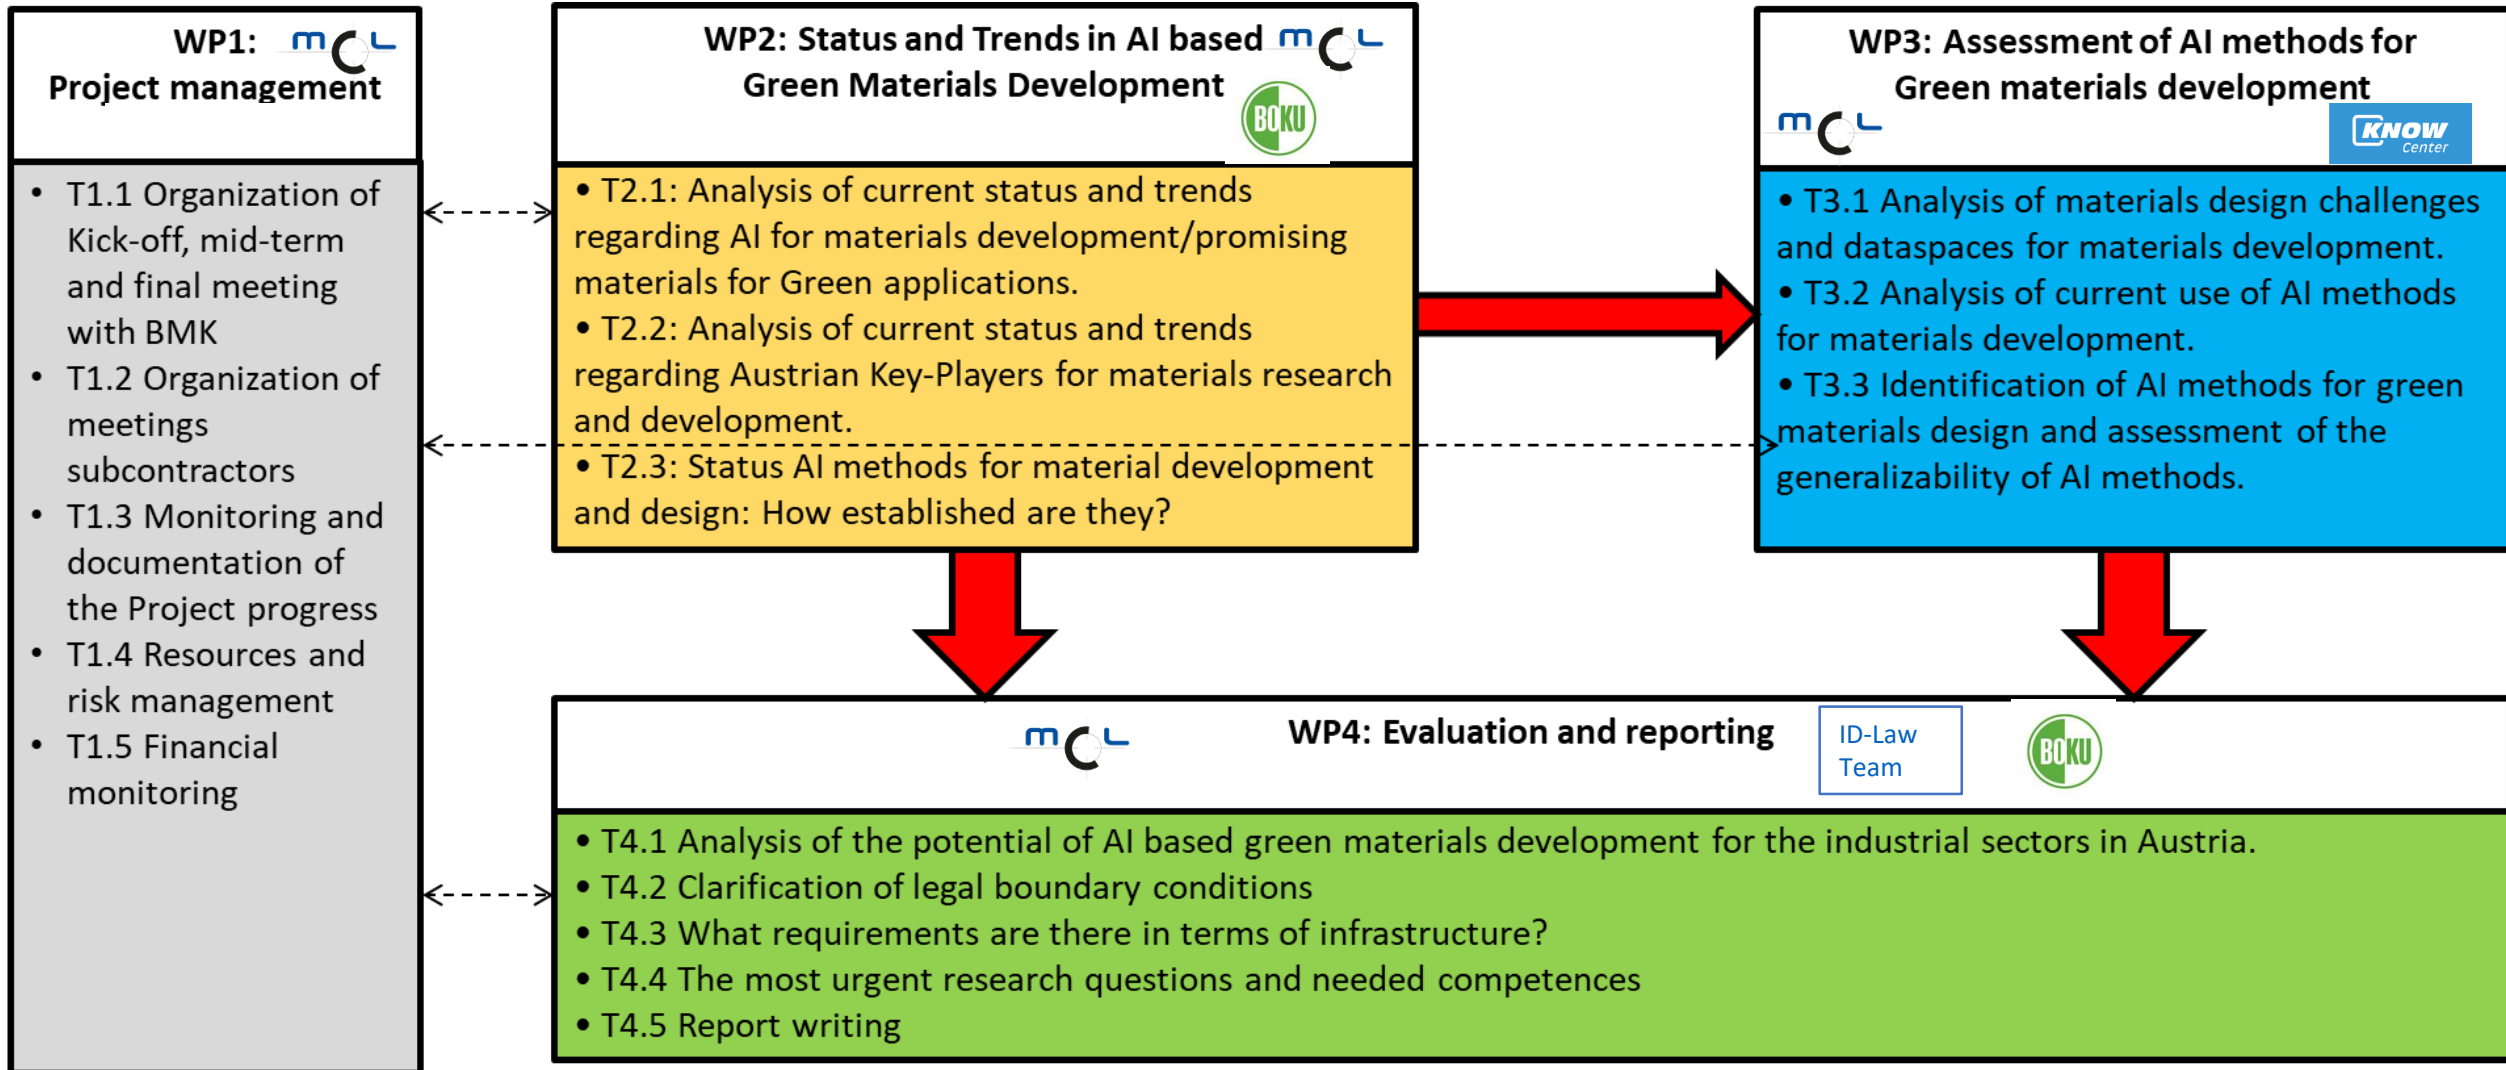 WP1:
mCL
Project management
• T1.1 Organization of
Kick-off, mid-term
and final meeting
with BMK
• T1.2 Organization of
meetings
subcontractors
• T1.3 Monitoring and
documentation of
the Project progress
• T1.4 Resources and
risk management
• T1.5 Financial
monitoring
WP2: Status and Trends in AI based
mCL
Green Materials Development
BOKU
• T2.1: Analysis of current status and trends
regarding AI for materials development/promising
materials for Green applications.
• T2.2: Analysis of current status and trends
regarding Austrian Key-Players for materials research
and development.
• T2.3: Status AI methods for material development
and design: How established are they?
WP3: Assessment of AI methods for
Green materials development
mCL
KNOW
Center
• T3.1 Analysis of materials design challenges
and dataspaces for materials development.
• T3.2 Analysis of current use of AI methods
for materials development.
• T3.3 Identification of AI methods for green
materials design and assessment of the
generalizability of AI methods.
mCL
WP4: Evaluation and reporting
ID-Law
Team
BOKU
• T4.1 Analysis of the potential of AI based green materials development for the industrial sectors in Austria.
• T4.2 Clarification of legal boundary conditions
• T4.3 What requirements are there in terms of infrastructure?
• T4.4 The most urgent research questions and needed competences
• T4.5 Report writing